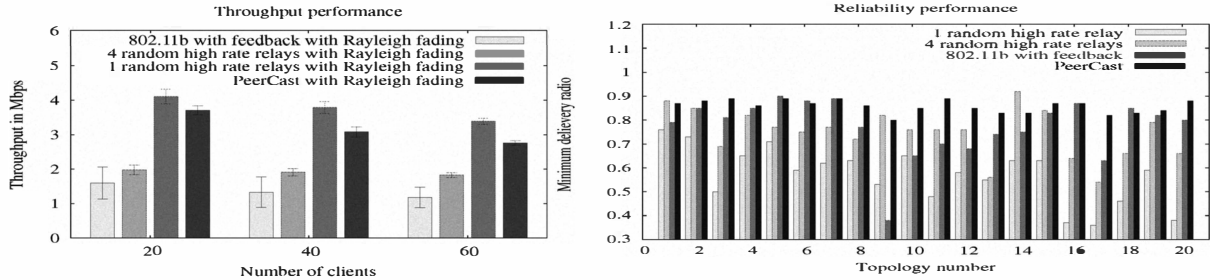 Throughput performance
6
5
4
3
2
1
0
Throughput in Mbps
802.11b with feedback with Rayleigh fading
4 random high rate relays with Rayleigh fading
1 random high rate relays with Rayleigh fading
PeerCast with Rayleigh fading
20 40 60
Number of clients
Reliability performance
1.2
1.1
1
0.9
0.8
0.7
0.6
0.5
0.4
0.3
Minimum delievery radio
1 random high rate relay
4 random high rate relays
802.11b with feedback
PeerCast
0 2 4 6 8 10 12 14 16 18 20
Topology number